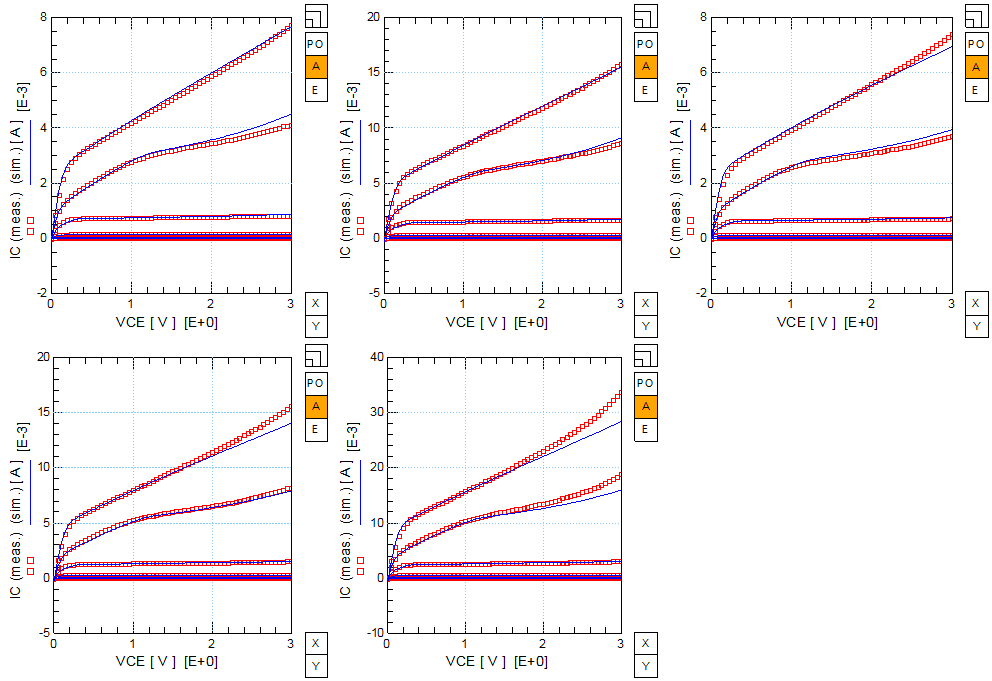 8
6
4
2
0
-2
0
1
2
3
IC (meas.) (sim.) [ A ] [E-3]
VCE [ V ] [E+0]
PO
A
E
X
Y
20
15
10
5
0
-5
0
1
2
3
IC (meas.) (sim.) [ A ] [E-3]
VCE [ V ] [E+0]
PO
A
E
X
Y
8
6
4
2
0
-2
0
1
2
3
IC (meas.) (sim.) [ A ] [E-3]
VCE [ V ] [E+0]
PO
A
E
X
Y
20
15
10
5
0
-5
0
1
2
3
IC (meas.) (sim.) [ A ] [E-3]
VCE [ V ] [E+0]
PO
A
E
X
Y
40
30
20
10
0
-10
0
1
2
3
IC (meas.) (sim.) [ A ] [E-3]
VCE [ V ] [E+0]
PO
A
E
X
Y